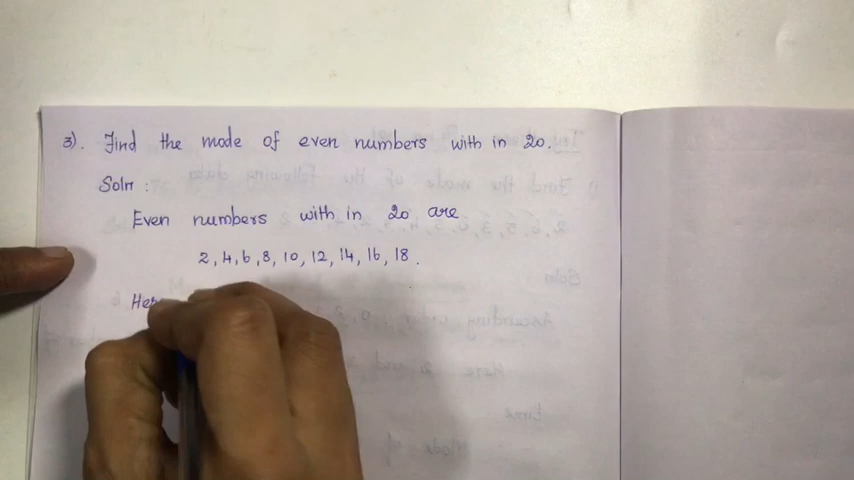 3). Find the mode of even numbers with in 20.
Soln :
Even numbers with in 20 are
2, 4, 6, 8, 10, 12, 14, 16, 18.